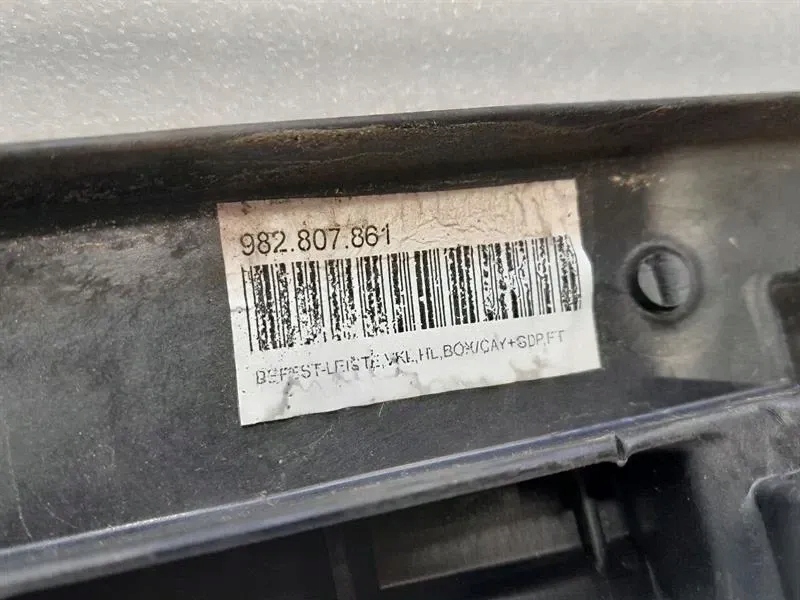 982.807.861
BEFEST-LEISTE,VKL,HL,BOX/CAY+SDP,FT